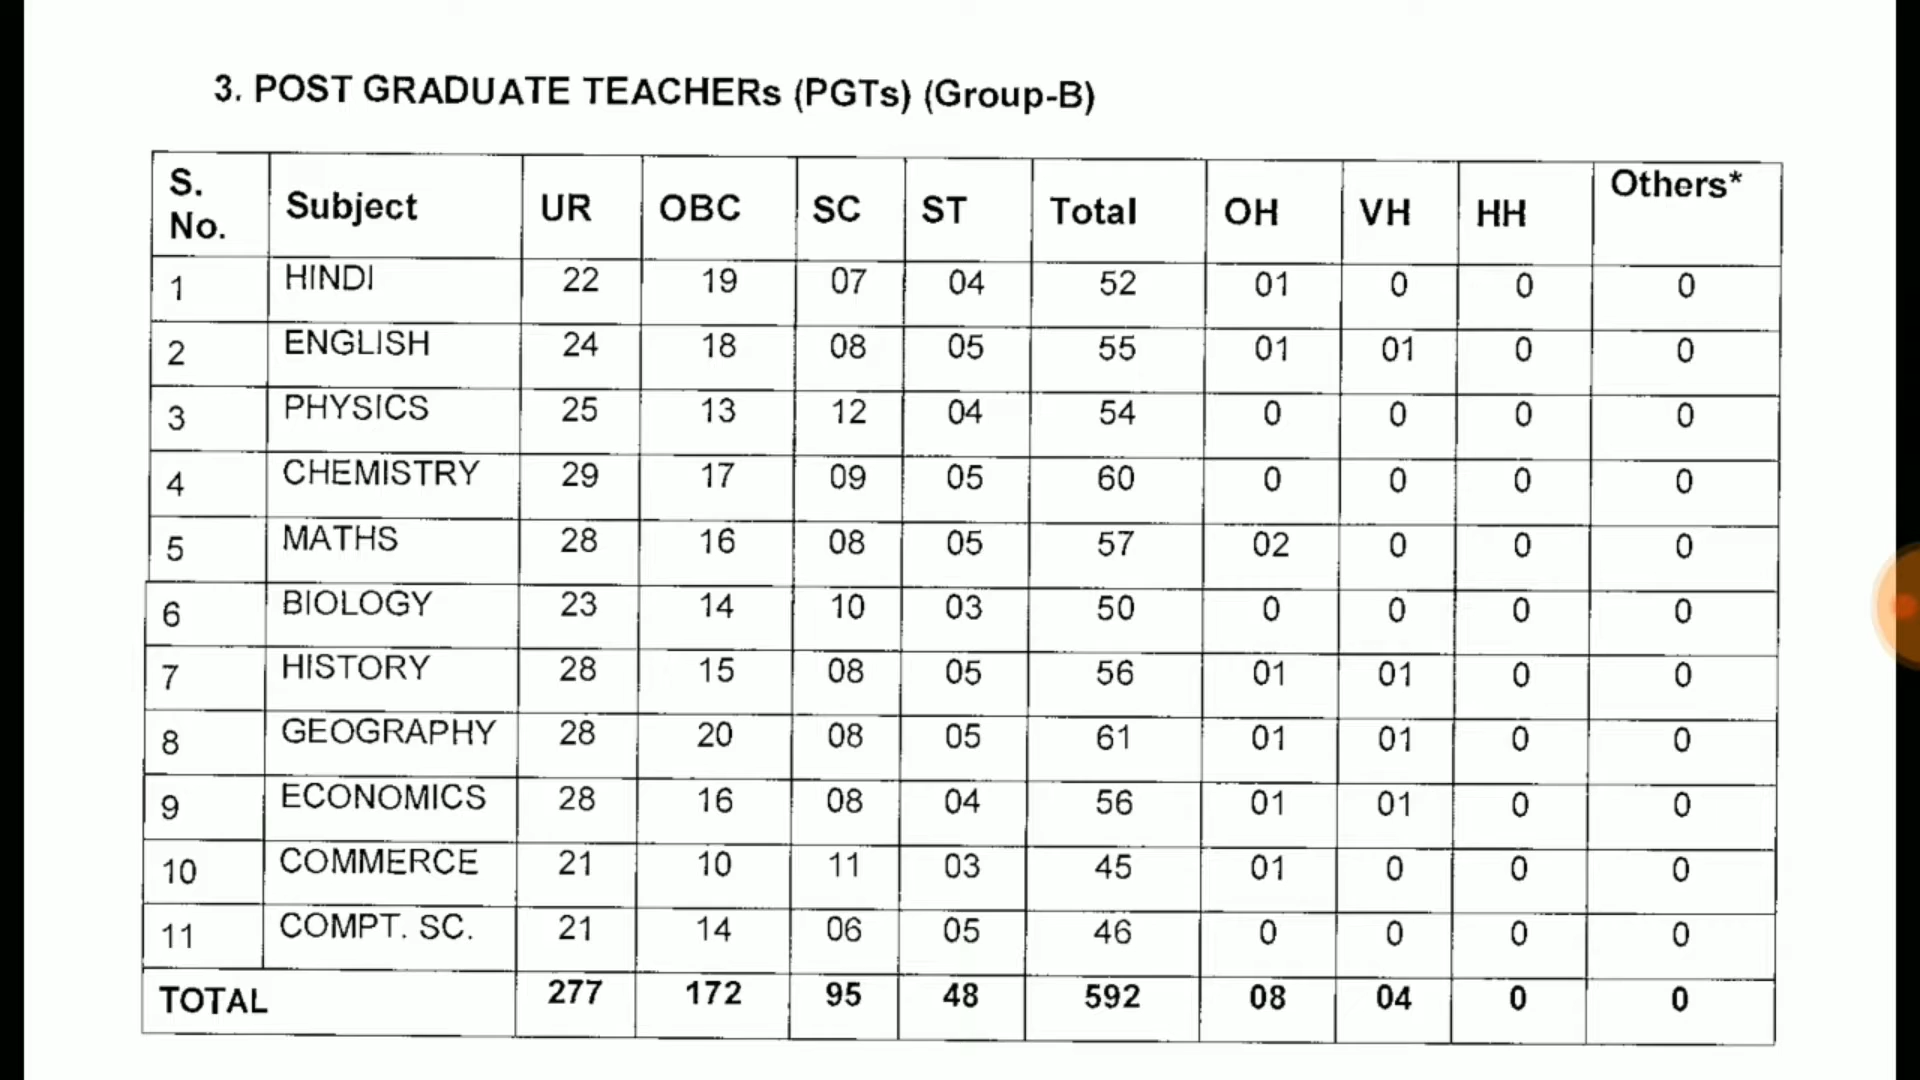 3. POST GRADUATE TEACHERs (PGTs) (Group-B)
S. No. Subject UR OBC SC ST Total OH VH HH Others*
1 HINDI 22 19 07 04 52 01 0 0 0
2 ENGLISH 24 18 08 05 55 01 01 0 0
3 PHYSICS 25 13 12 04 54 0 0 0 0
4 CHEMISTRY 29 17 09 05 60 0 0 0 0
5 MATHS 28 16 08 05 57 02 0 0 0
6 BIOLOGY 23 14 10 03 50 0 0 0 0
7 HISTORY 28 15 08 05 56 01 01 0 0
8 GEOGRAPHY 28 20 08 05 61 01 01 0 0
9 ECONOMICS 28 16 08 04 56 01 01 0 0
10 COMMERCE 21 10 11 03 45 01 0 0 0
11 COMPT. SC. 21 14 06 05 46 0 0 0 0
TOTAL 277 172 95 48 592 08 04 0 0